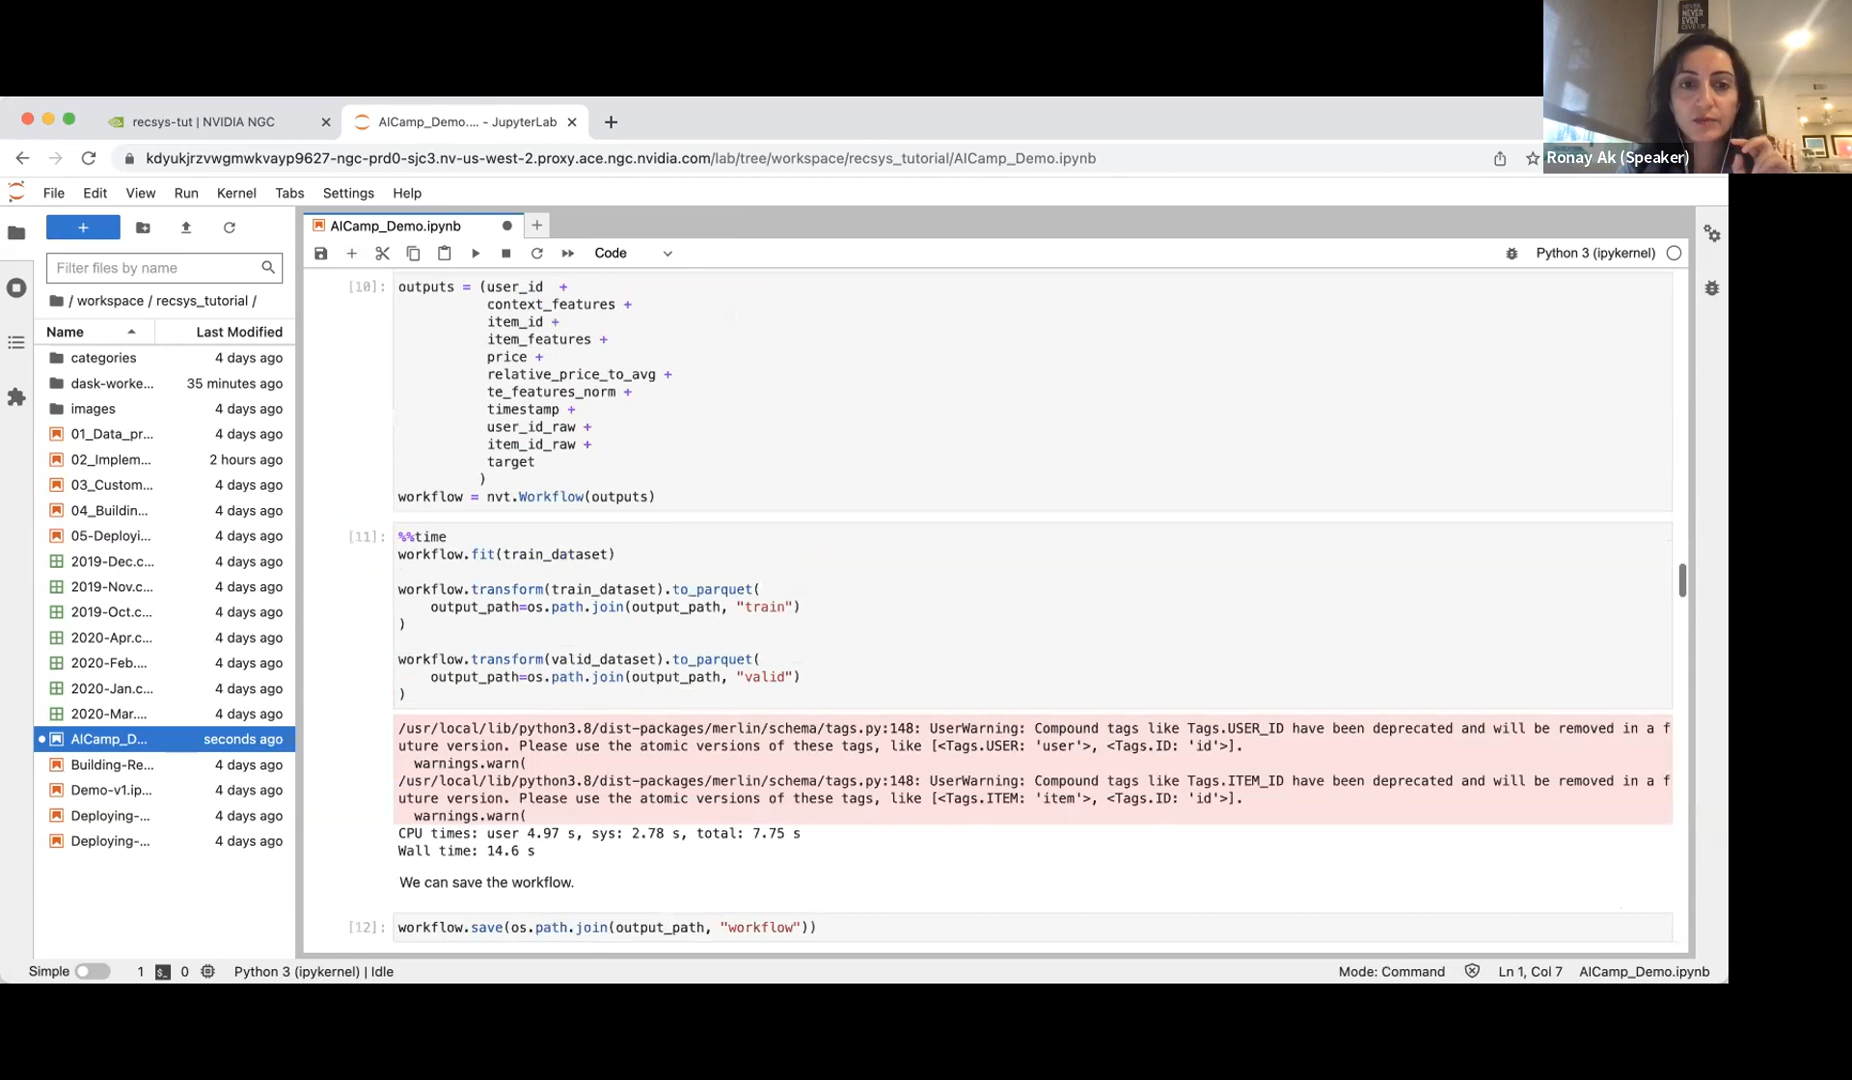 NEVER
NEVER
EVER
GIVE UP
Ronay Ak (Speaker)
recsys-tut | NVIDIA NGC
AICamp_Demo.... - JupyterLab
kdyukjrzvwgmwkvayp9627-ngc-prd0-sjc3.nv-us-west-2.proxy.ace.ngc.nvidia.com/lab/tree/workspace/recsys_tutorial/AICamp_Demo.ipynb
File Edit View Run Kernel Tabs Settings Help
AICamp_Demo.ipynb
Filter files by name
Code
Python 3 (ipykernel)
/ workspace / recsys_tutorial /
Name Last Modified
categories 4 days ago
dask-worke... 35 minutes ago
images 4 days ago
01_Data_pr... 4 days ago
02_Implem... 2 hours ago
03_Custom... 4 days ago
04_Buildin... 4 days ago
05-Deployi... 4 days ago
2019-Dec.c... 4 days ago
2019-Nov.c... 4 days ago
2019-Oct.c... 4 days ago
2020-Apr.c... 4 days ago
2020-Feb.... 4 days ago
2020-Jan.c... 4 days ago
2020-Mar.... 4 days ago
AICamp_D... seconds ago
Building-Re... 4 days ago
Demo-v1.ip... 4 days ago
Deploying-... 4 days ago
Deploying-... 4 days ago
[10]: outputs = (user_id +
context_features +
item_id +
item_features +
price +
relative_price_to_avg +
te_features_norm +
timestamp +
user_id_raw +
item_id_raw +
target
)
workflow = nvt.Workflow(outputs)
[11]: %%time
workflow.fit(train_dataset)
workflow.transform(train_dataset).to_parquet(
output_path=os.path.join(output_path, "train")
)
workflow.transform(valid_dataset).to_parquet(
output_path=os.path.join(output_path, "valid")
)
/usr/local/lib/python3.8/dist-packages/merlin/schema/tags.py:148: UserWarning: Compound tags like Tags.USER_ID have been deprecated and will be removed in a f
uture version. Please use the atomic versions of these tags, like [<Tags.USER: 'user'>, <Tags.ID: 'id'>].
warnings.warn(
/usr/local/lib/python3.8/dist-packages/merlin/schema/tags.py:148: UserWarning: Compound tags like Tags.ITEM_ID have been deprecated and will be removed in a f
uture version. Please use the atomic versions of these tags, like [<Tags.ITEM: 'item'>, <Tags.ID: 'id'>].
warnings.warn(
CPU times: user 4.97 s, sys: 2.78 s, total: 7.75 s
Wall time: 14.6 s
We can save the workflow.
[12]: workflow.save(os.path.join(output_path, "workflow"))
Simple 1 0 Python 3 (ipykernel) | Idle Mode: Command Ln 1, Col 7 AICamp_Demo.ipynb